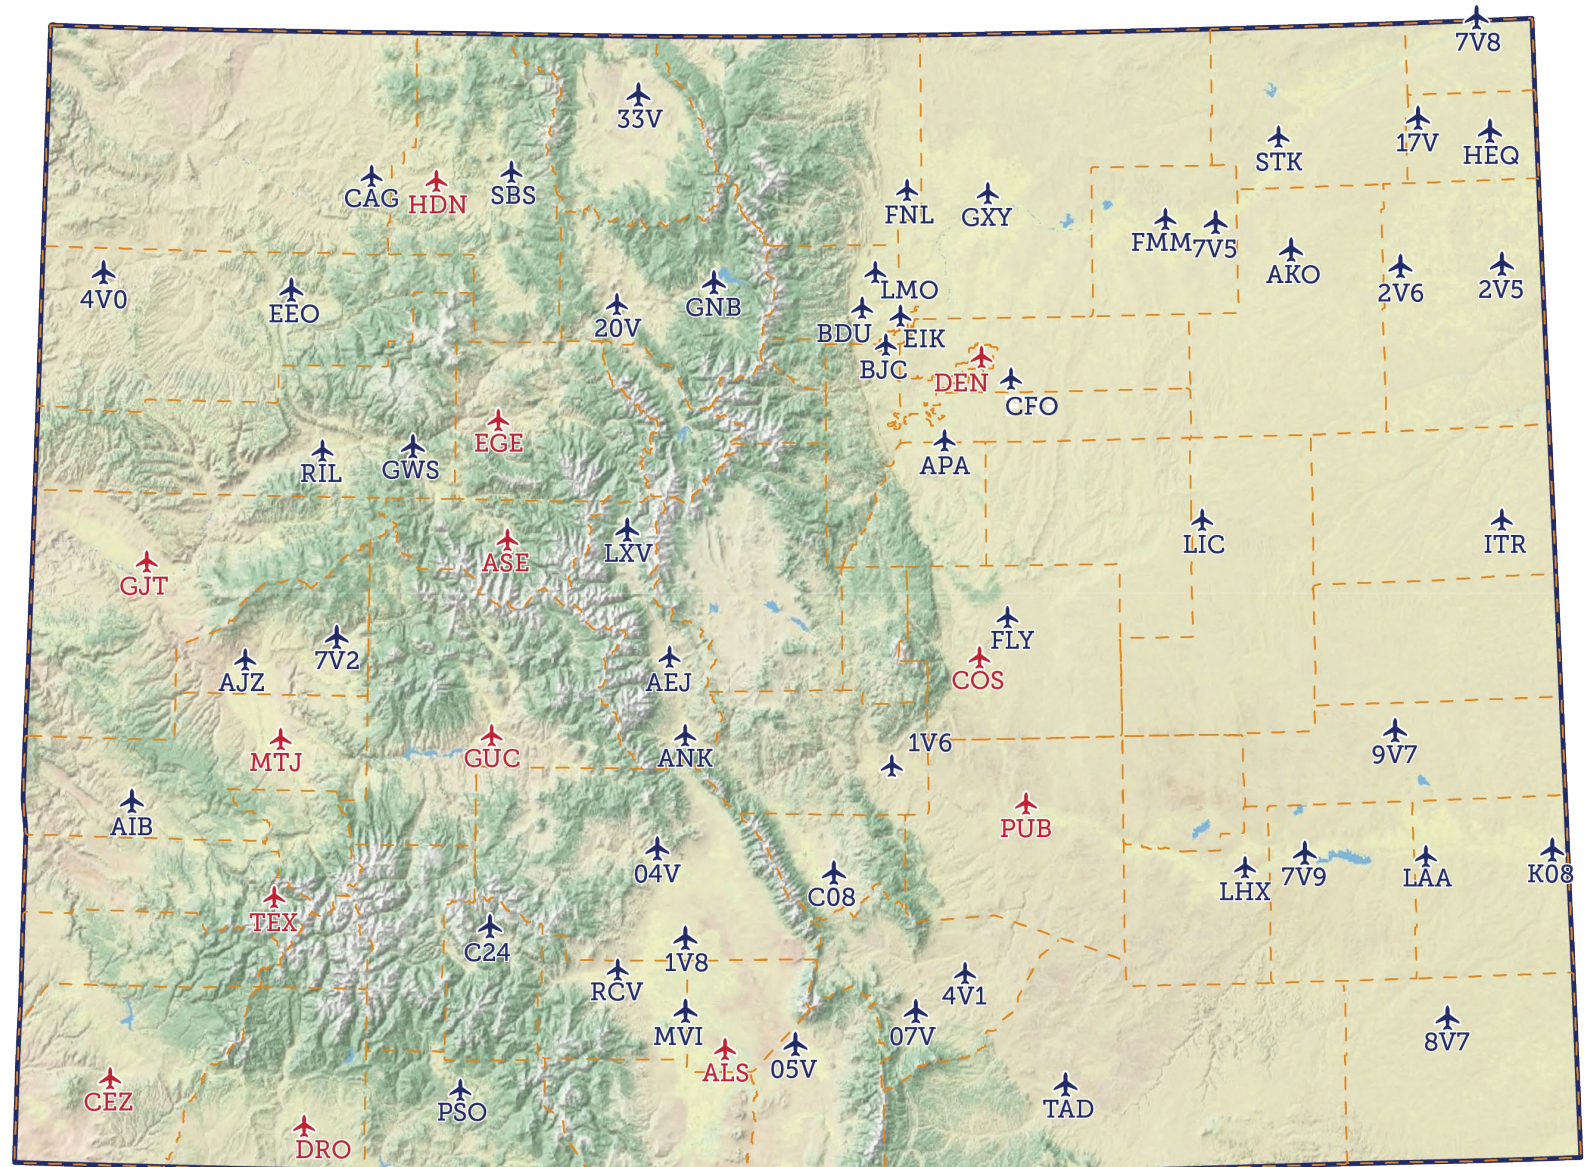 7V8
33V
17V
HEQ
STK
CAG
HDN
SBS
FNL
GXY
FMM
7V5
AKO
2V6
2V5
4V0
EEO
20V
GNB
LMO
BDU
EIK
BJC
DEN
CFO
EGE
RIL
GWS
APA
GJT
ASE
LXV
LIC
ITR
AJZ
7V2
AEJ
FLY
COS
MTJ
GUC
ANK
1V6
9V7
AIB
PUB
04V
C08
LHX
7V9
LAA
K08
TEX
C24
1V8
RCV
4V1
MVI
07V
8V7
ALS
05V
CEZ
PSO
TAD
DRO